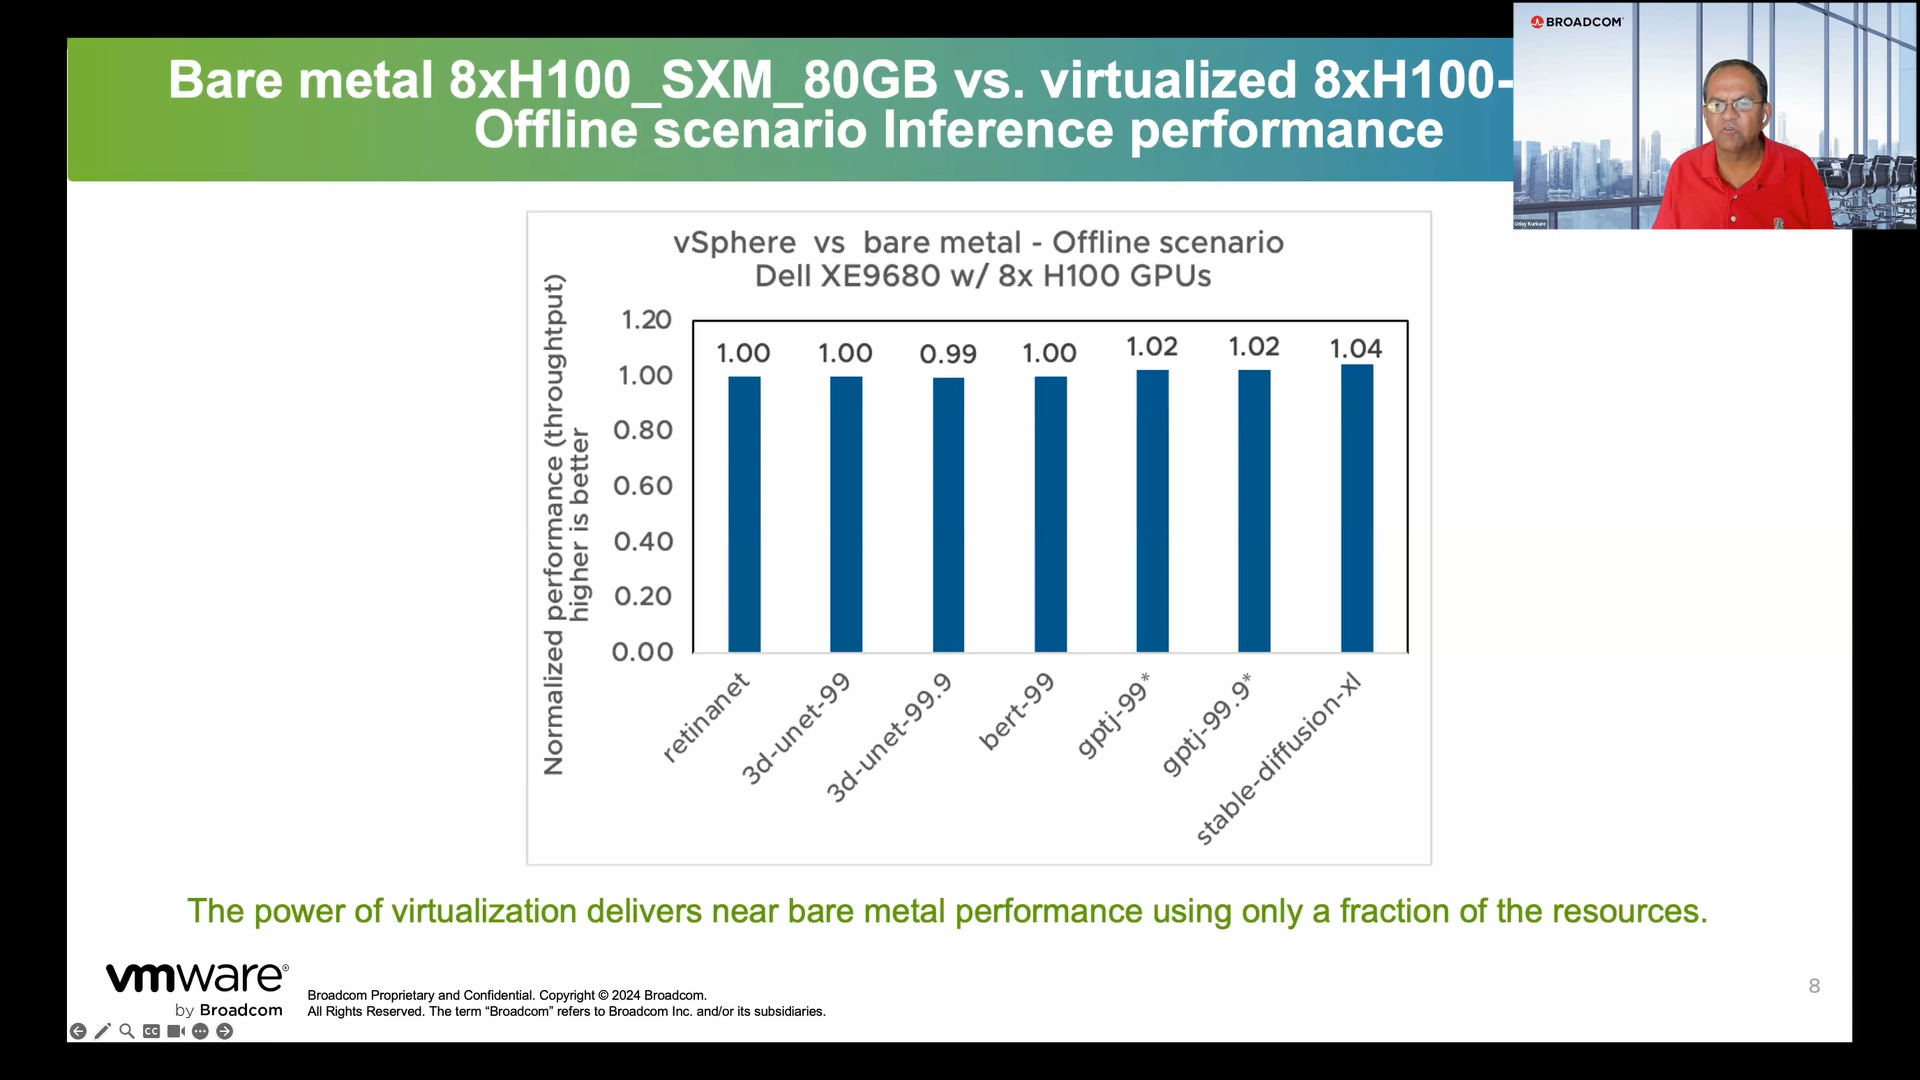 Bare metal 8xH100_SXM_80GB vs. virtualized 8xH100-
Offline scenario Inference performance
BROADCOM
Uday Kurkure
vSphere vs bare metal - Offline scenario
Dell XE9680 w/ 8x H100 GPUs
Normalized performance (throughtput)
higher is better
1.20
1.00
0.80
0.60
0.40
0.20
0.00
1.00
1.00
0.99
1.00
1.02
1.02
1.04
retinanet
3d-unet-99
3d-unet-99.9
bert-99
gptj-99*
gptj-99.9*
stable-diffusion-xl
The power of virtualization delivers near bare metal performance using only a fraction of the resources.
vmware®
by Broadcom
Broadcom Proprietary and Confidential. Copyright © 2024 Broadcom.
All Rights Reserved. The term “Broadcom” refers to Broadcom Inc. and/or its subsidiaries.
8
CC